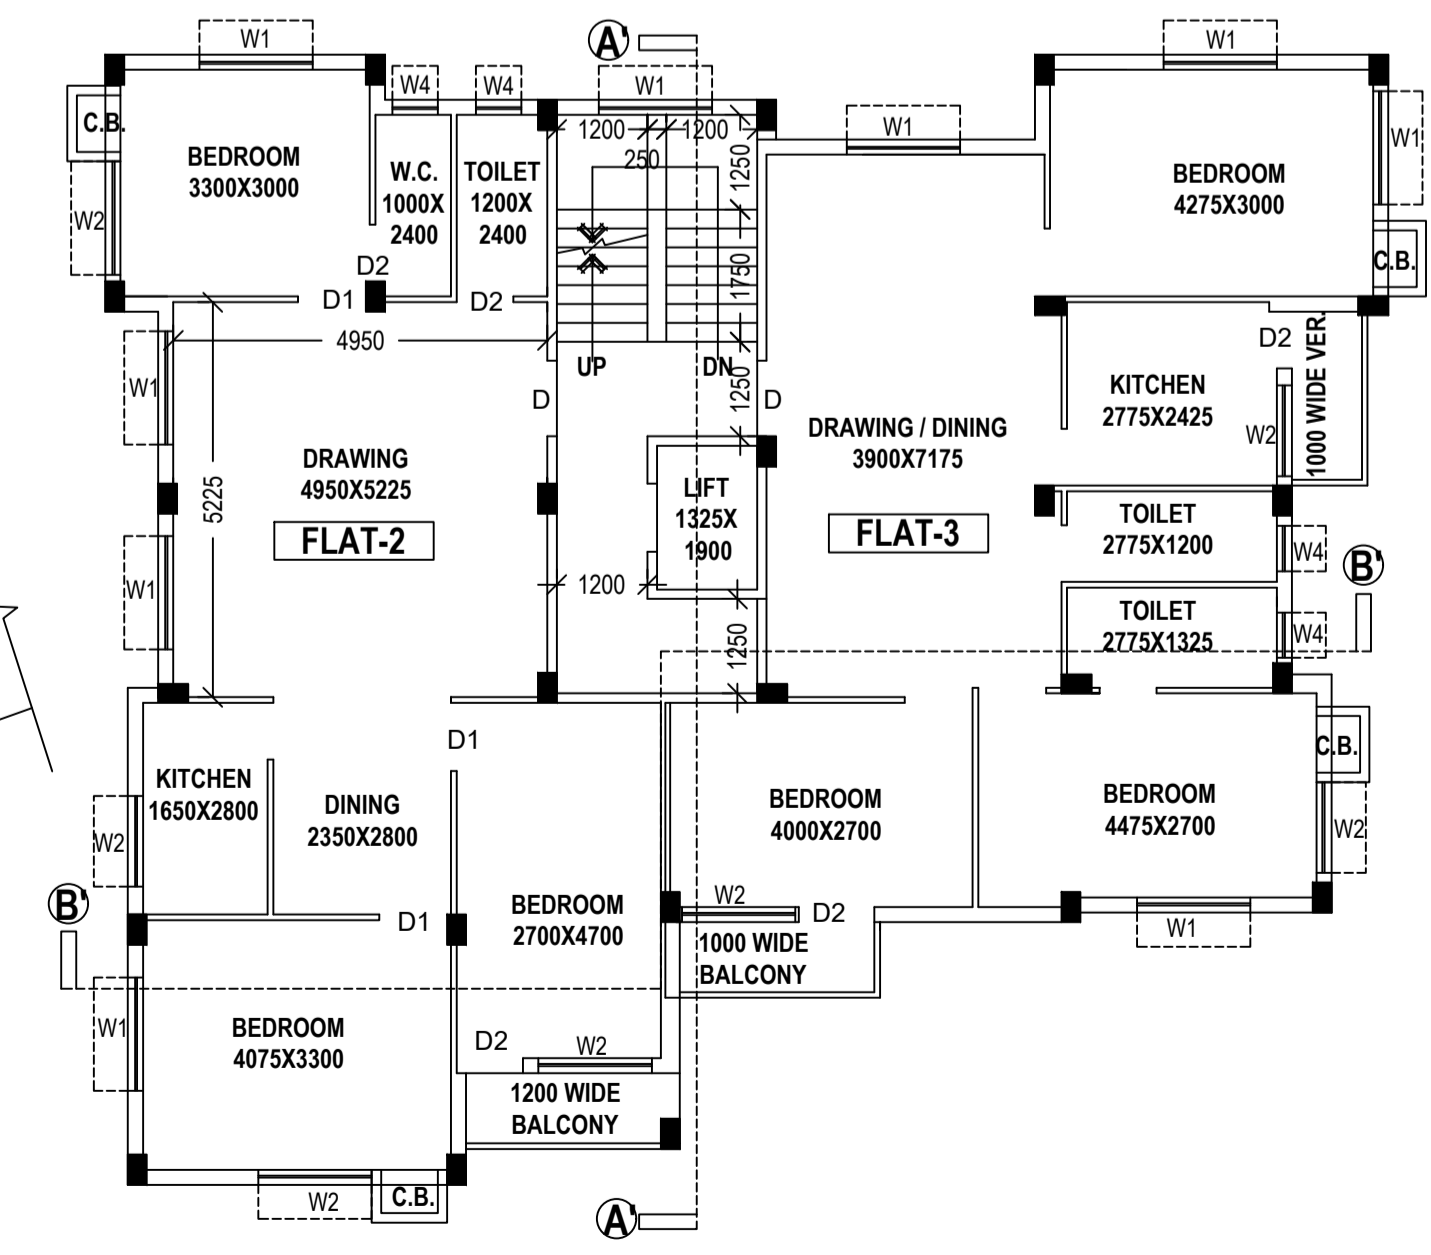 W1
A'
W1
W4
W4
W1
W1
W1
C.B.
1200
1200
250
1250
BEDROOM
3300X3000
W.C.
1000X
2400
TOILET
1200X
2400
BEDROOM
4275X3000
W2
D2
D1
D2
1750
C.B.
4950
UP
DN
1250
D2
1000 WIDE VER.
W1
D
D
KITCHEN
2775X2425
W2
DRAWING
4950X5225
DRAWING / DINING
3900X7175
5225
LIFT
1325X
1900
FLAT-2
FLAT-3
TOILET
2775X1200
W4
B'
W1
1200
TOILET
2775X1325
W4
1250
D1
C.B.
KITCHEN
1650X2800
DINING
2350X2800
BEDROOM
4000X2700
BEDROOM
4475X2700
W2
W2
B'
D1
BEDROOM
2700X4700
W2
D2
W1
1000 WIDE
BALCONY
W1
BEDROOM
4075X3300
D2
W2
1200 WIDE
BALCONY
W2
C.B.
A'